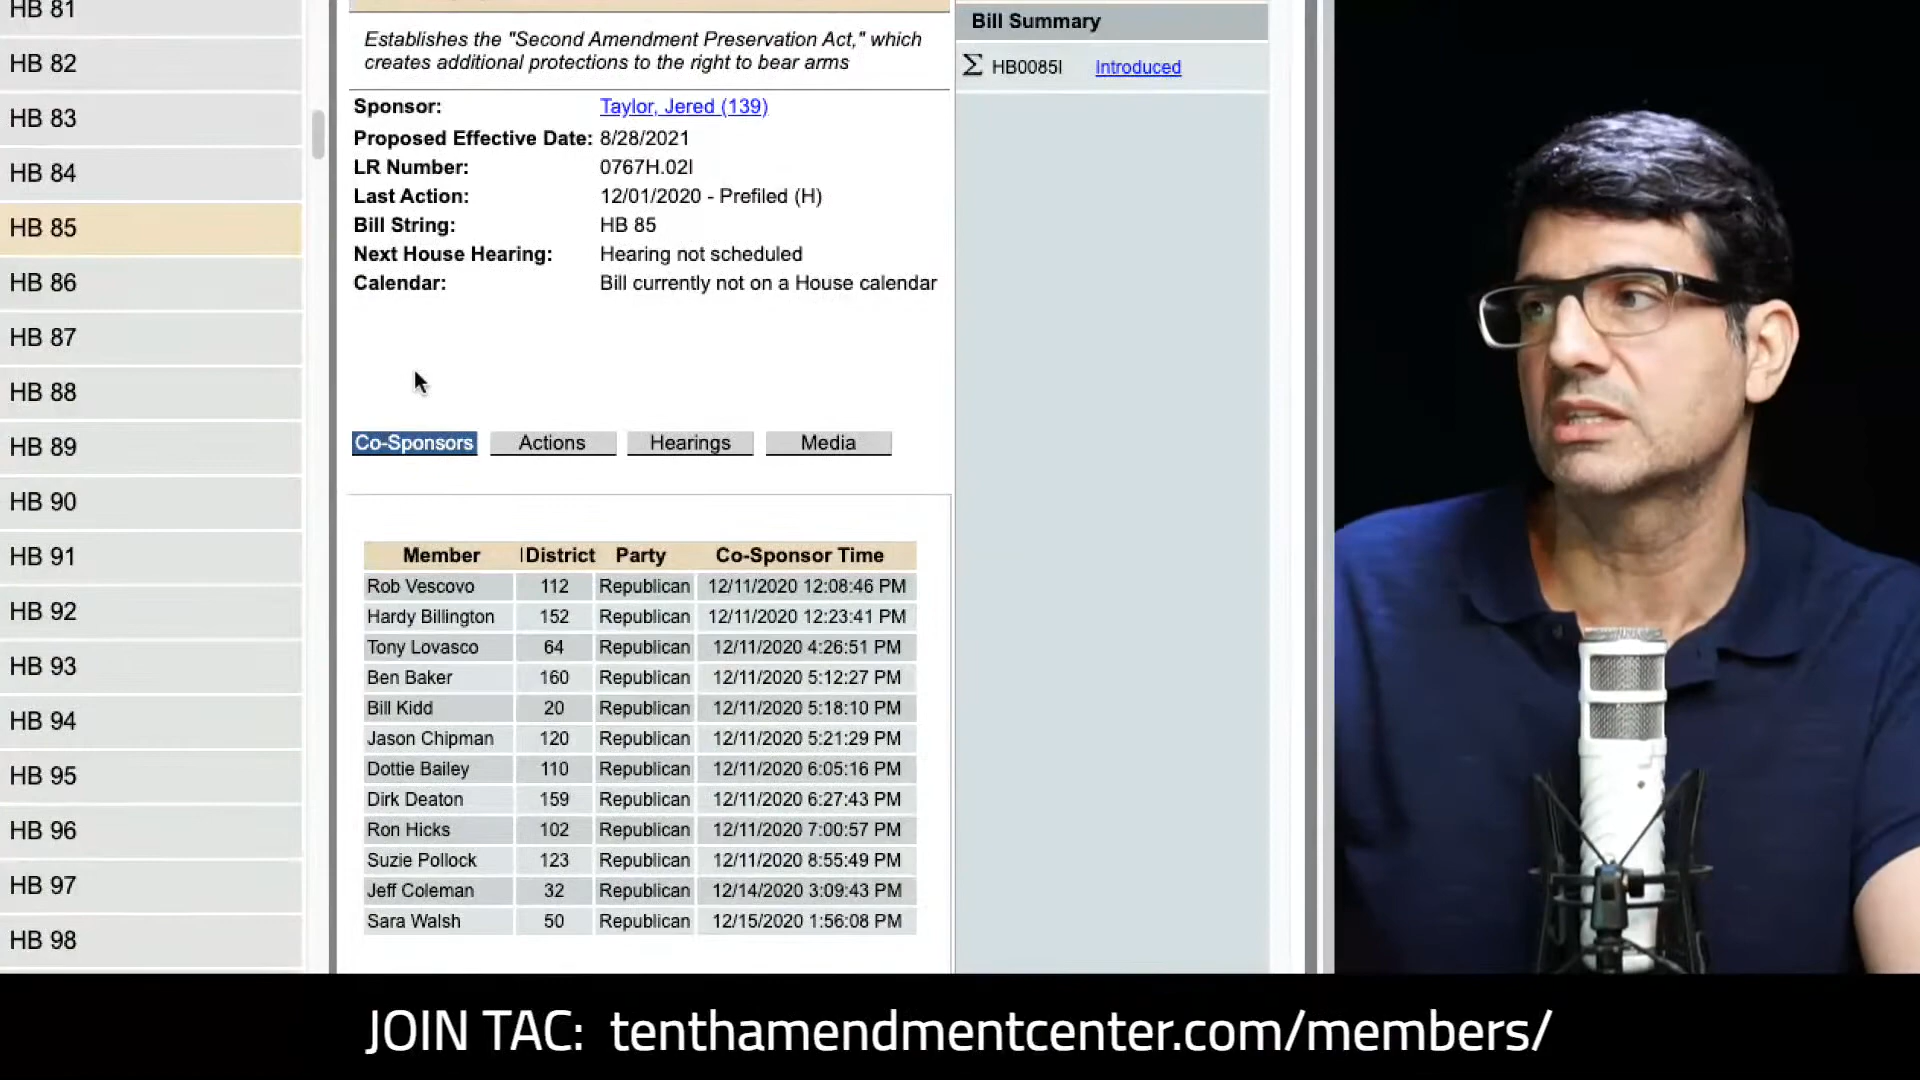 HB 81
HB 82
HB 83
HB 84
HB 85
HB 86
HB 87
HB 88
HB 89
HB 90
HB 91
HB 92
HB 93
HB 94
HB 95
HB 96
HB 97
HB 98
Establishes the "Second Amendment Preservation Act," which
creates additional protections to the right to bear arms
Sponsor: Taylor, Jered (139)
Proposed Effective Date: 8/28/2021
LR Number: 0767H.02I
Last Action: 12/01/2020 - Prefiled (H)
Bill String: HB 85
Next House Hearing: Hearing not scheduled
Calendar: Bill currently not on a House calendar
Co-Sponsors Actions Hearings Media
Member District Party Co-Sponsor Time
Rob Vescovo 112 Republican 12/11/2020 12:08:46 PM
Hardy Billington 152 Republican 12/11/2020 12:23:41 PM
Tony Lovasco 64 Republican 12/11/2020 4:26:51 PM
Ben Baker 160 Republican 12/11/2020 5:12:27 PM
Bill Kidd 20 Republican 12/11/2020 5:18:10 PM
Jason Chipman 120 Republican 12/11/2020 5:21:29 PM
Dottie Bailey 110 Republican 12/11/2020 6:05:16 PM
Dirk Deaton 159 Republican 12/11/2020 6:27:43 PM
Ron Hicks 102 Republican 12/11/2020 7:00:57 PM
Suzie Pollock 123 Republican 12/11/2020 8:55:49 PM
Jeff Coleman 32 Republican 12/14/2020 3:09:43 PM
Sara Walsh 50 Republican 12/15/2020 1:56:08 PM
Bill Summary
Σ HB0085I Introduced
JOIN TAC: tenthamendmentcenter.com/members/